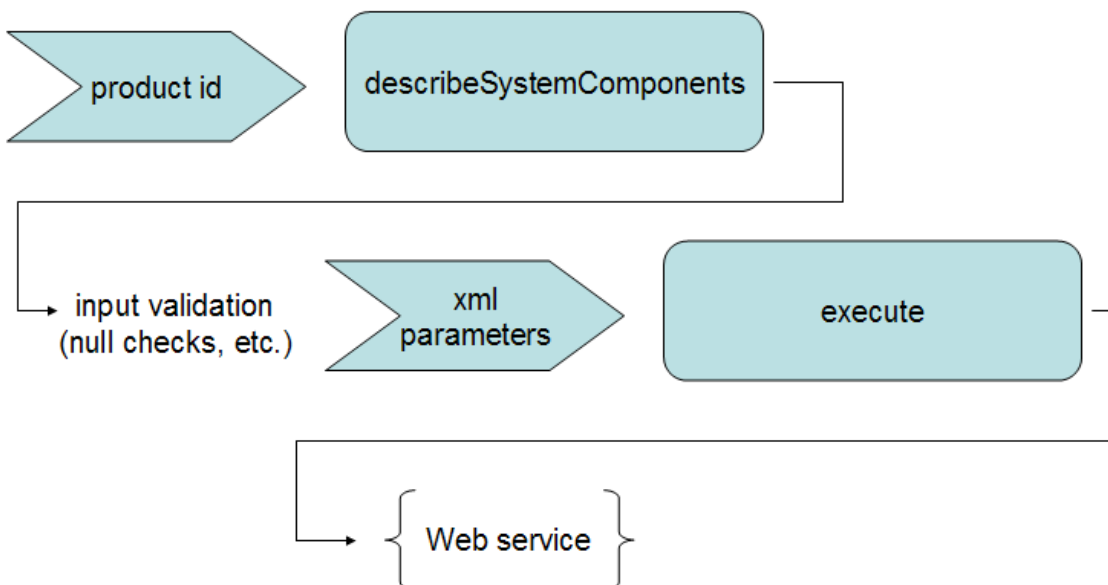 product id
describeSystemComponents
input validation
(null checks, etc.)
xml
parameters
execute
Web service